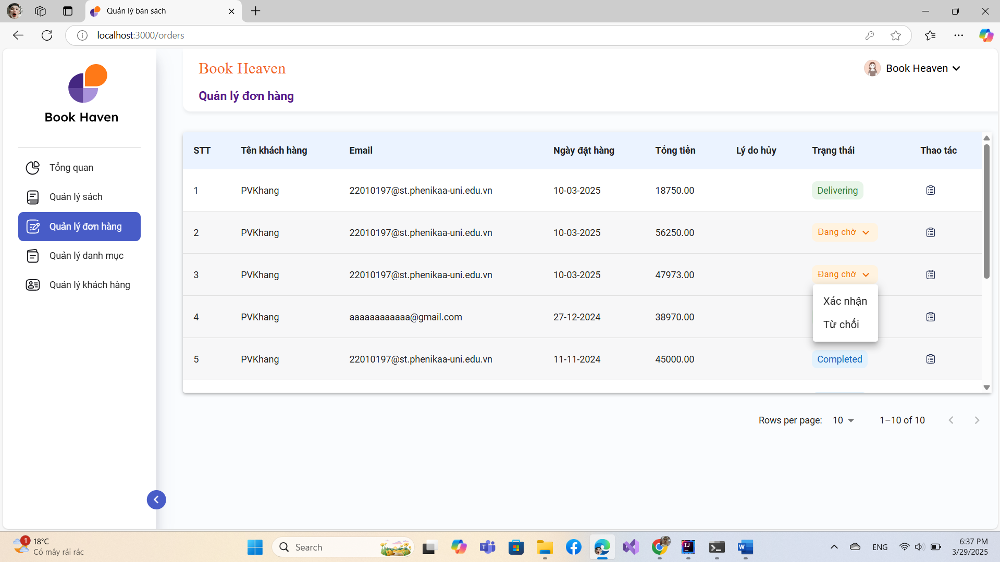 Quản lý bán sách
localhost:3000/orders
Book Haven
Tổng quan
Quản lý sách
Quản lý đơn hàng
Quản lý danh mục
Quản lý khách hàng
Book Heaven
Book Heaven
Quản lý đơn hàng
STT Tên khách hàng Email Ngày đặt hàng Tổng tiền Lý do hủy Trạng thái Thao tác
1 PVKhang 22010197@st.phenikaa-uni.edu.vn 10-03-2025 18750.00 Delivering
2 PVKhang 22010197@st.phenikaa-uni.edu.vn 10-03-2025 56250.00 Đang chờ
3 PVKhang 22010197@st.phenikaa-uni.edu.vn 10-03-2025 47973.00 Đang chờ
Xác nhận
Từ chối
4 PVKhang aaaaaaaaaaaa@gmail.com 27-12-2024 38970.00
5 PVKhang 22010197@st.phenikaa-uni.edu.vn 11-11-2024 45000.00 Completed
Rows per page: 10 1–10 of 10
1
18°C
Có mây rải rác
Search
ENG
6:37 PM
3/29/2025